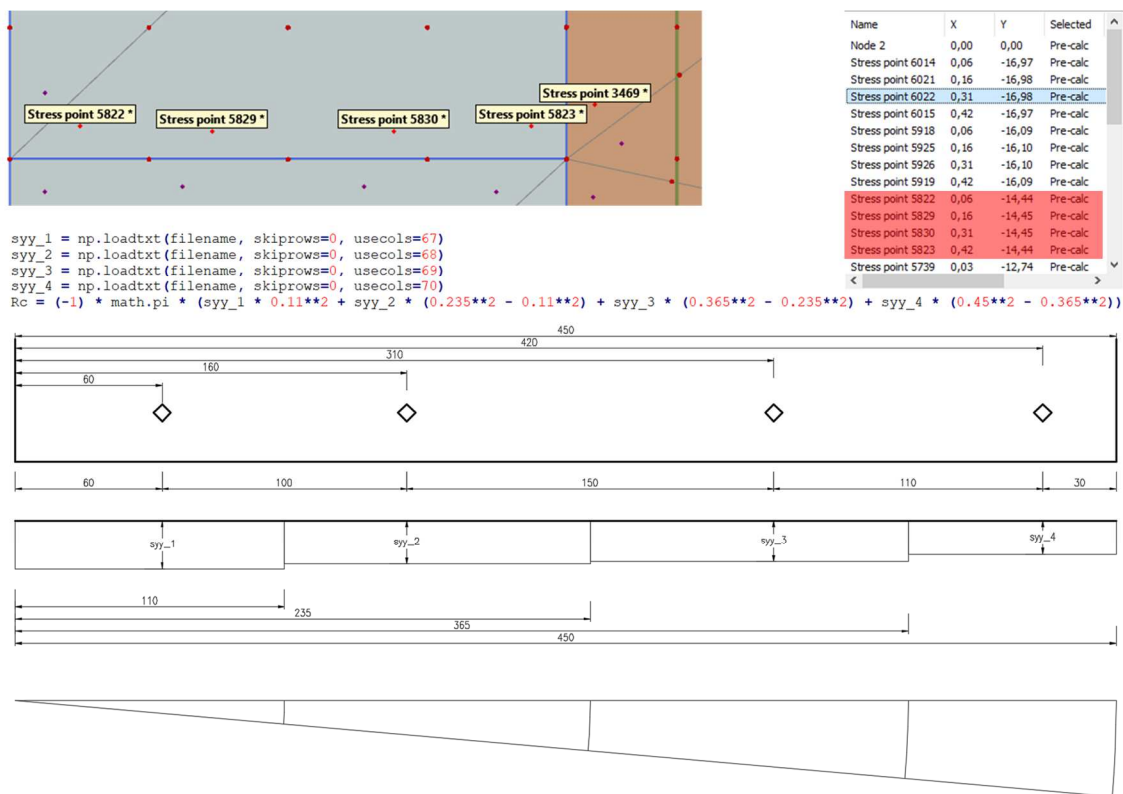 Stress point 5822 *
Stress point 5829 *
Stress point 5830 *
Stress point 5823 *
Stress point 3469 *
Name X Y Selected
Node 2 0,00 0,00 Pre-calc
Stress point 6014 0,06 -16,97 Pre-calc
Stress point 6021 0,16 -16,98 Pre-calc
Stress point 6022 0,31 -16,98 Pre-calc
Stress point 6015 0,42 -16,97 Pre-calc
Stress point 5918 0,06 -16,09 Pre-calc
Stress point 5925 0,16 -16,10 Pre-calc
Stress point 5926 0,31 -16,10 Pre-calc
Stress point 5919 0,42 -16,09 Pre-calc
Stress point 5822 0,06 -14,44 Pre-calc
Stress point 5829 0,16 -14,45 Pre-calc
Stress point 5830 0,31 -14,45 Pre-calc
Stress point 5823 0,42 -14,44 Pre-calc
Stress point 5739 0,03 -12,74 Pre-calc
syy_1 = np.loadtxt(filename, skiprows=0, usecols=67)
syy_2 = np.loadtxt(filename, skiprows=0, usecols=68)
syy_3 = np.loadtxt(filename, skiprows=0, usecols=69)
syy_4 = np.loadtxt(filename, skiprows=0, usecols=70)
Rc = (-1) * math.pi * (syy_1 * 0.11**2 + syy_2 * (0.235**2 - 0.11**2) + syy_3 * (0.365**2 - 0.235**2) + syy_4 * (0.45**2 - 0.365**2))
450
420
310
160
60
60 100 150 110 30
syy_1 syy_2 syy_3 syy_4
110
235
365
450